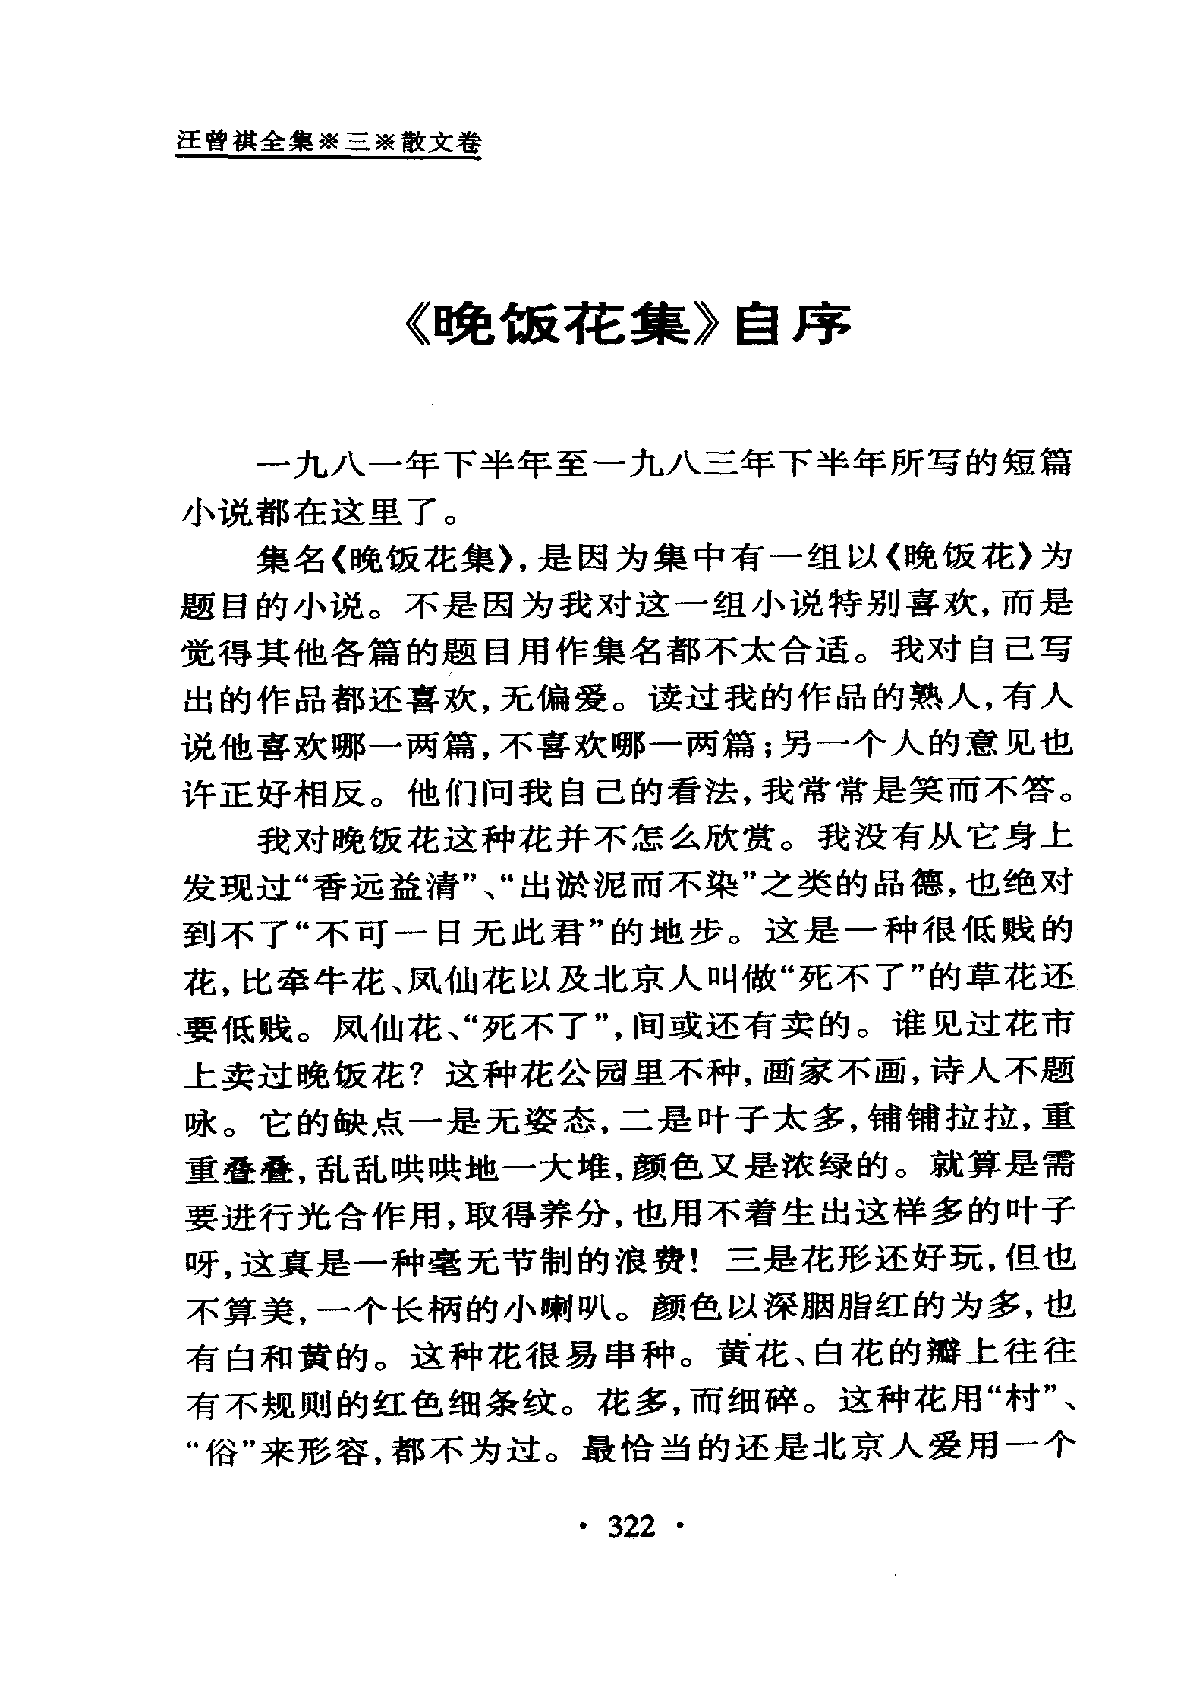 汪曾祺全集※三※散文卷
《晚饭花集》自序
一九八一年下半年至一九八三年下半年所写的短篇
小说都在这里了。
集名《晚饭花集》，是因为集中有一组以《晚饭花》为
题目的小说。不是因为我对这一组小说特别喜欢，而是
觉得其他各篇的题目用作集名都不太合适。我对自己写
出的作品都还喜欢，无偏爱。读过我的作品的熟人，有人
说他喜欢哪一两篇，不喜欢哪一两篇；另一个人的意见也
许正好相反。他们问我自己的看法，我常常是笑而不答。
我对晚饭花这种花并不怎么欣赏。我没有从它身上
发现过“香远益清”、“出淤泥而不染”之类的品德，也绝对
到不了“不可一日无此君”的地步。这是一种很低贱的
花，比牵牛花、凤仙花以及北京人叫做“死不了”的草花还
要低贱。凤仙花、“死不了”，间或还有卖的。谁见过花市
上卖过晚饭花？这种花公园里不种，画家不画，诗人不题
咏。它的缺点一是无姿态，二是叶子太多，铺铺拉拉，重
重叠叠，乱乱哄哄地一大堆，颜色又是浓绿的。就算是需
要进行光合作用，取得养分，也用不着生出这样多的叶子
呀，这真是一种毫无节制的浪费！三是花形还好玩，但也
不算美，一个长柄的小喇叭。颜色以深胭脂红的为多，也
有白和黄的。这种花很易串种。黄花、白花的瓣上往往
有不规则的红色细条纹。花多，而细碎。这种花用“村”、
“俗”来形容，都不为过。最恰当的还是北京人爱用一个
· 322 ·